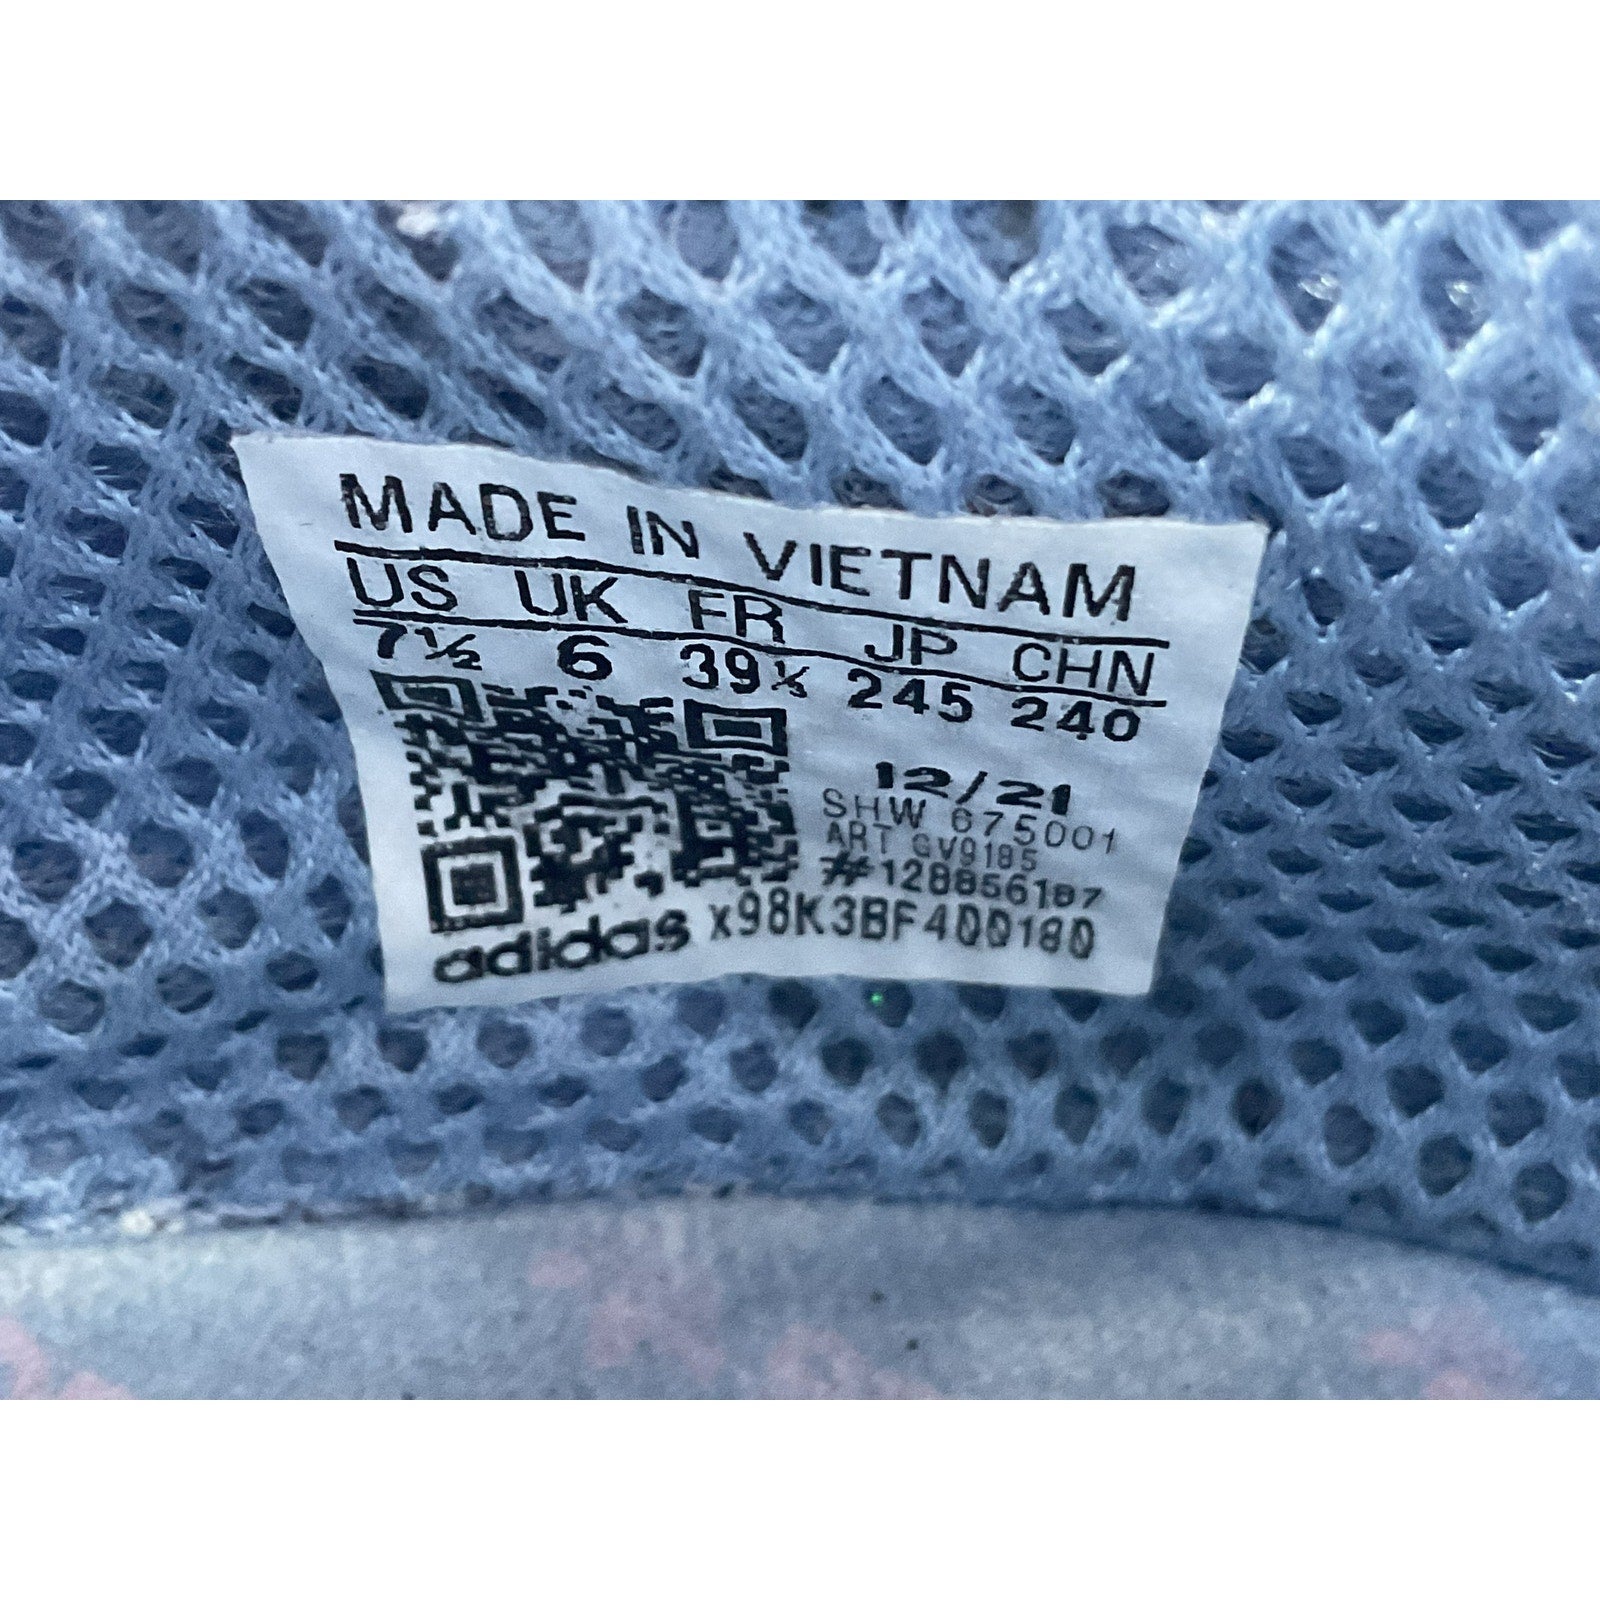 MADE IN VIETNAM
US UK FR JP CHN
7½ 6 39⅓ 245 240
12/21
SHW 675001
ART GV9185
#128856187
adidas x98K3BF4DD180